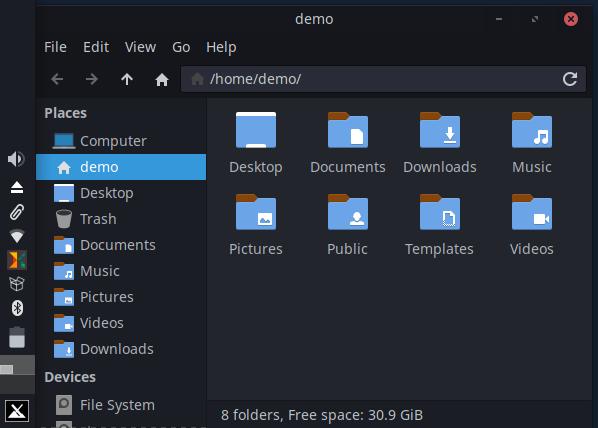 demo
File Edit View Go Help
/home/demo/
Places
Computer
demo
Desktop
Trash
Documents
Music
Pictures
Videos
Downloads
Devices
File System
Desktop Documents Downloads Music
Pictures Public Templates Videos
8 folders, Free space: 30.9 GiB